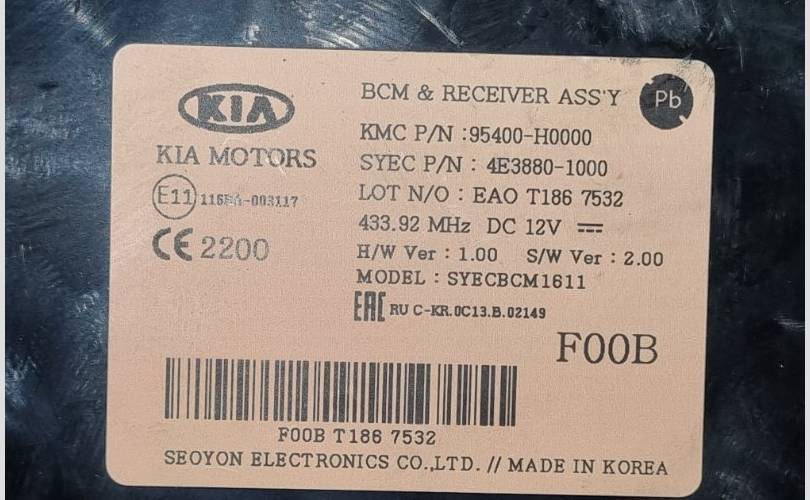 KIA
KIA MOTORS
E11
CE 2200
BCM & RECEIVER ASS'Y
Pb
KMC P/N : 95400-H0000
SYEC P/N : 4E3880-1000
LOT N/O : EAO T186 7532
433.92 MHz DC 12V
H/W Ver : 1.00 S/W Ver : 2.00
MODEL : SYECBCM1611
EAC RU C-KR.0C13.B.02149
F00B
F00B T186 7532
SEOYON ELECTRONICS CO.,LTD. // MADE IN KOREA